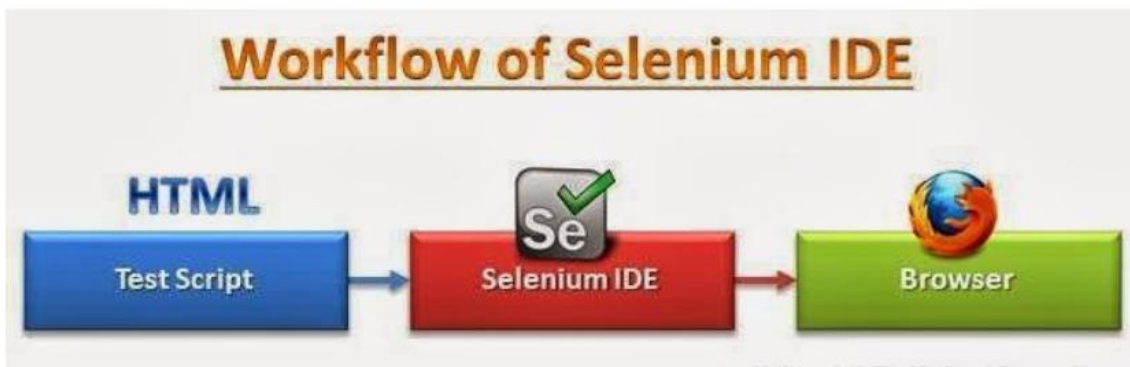 Workflow of Selenium IDE
HTML
Se
Test Script
Selenium IDE
Browser